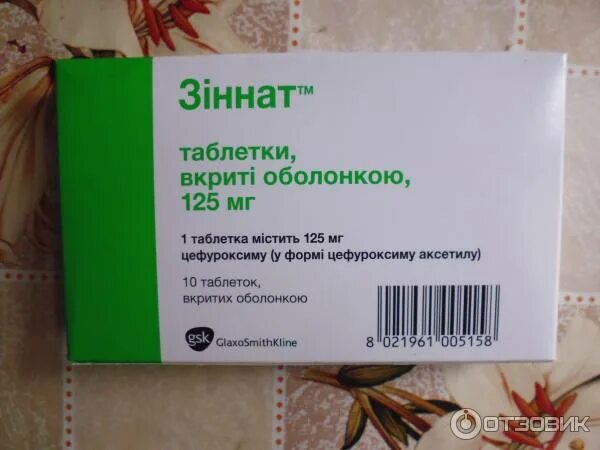 Зіннат™
таблетки,
вкриті оболонкою,
125 мг
1 таблетка містить 125 мг
цефуроксиму (у формі цефуроксиму аксетилу)
10 таблеток,
вкритих оболонкою
gsk GlaxoSmithKline
8 021961 005158
ОТЗОВИК